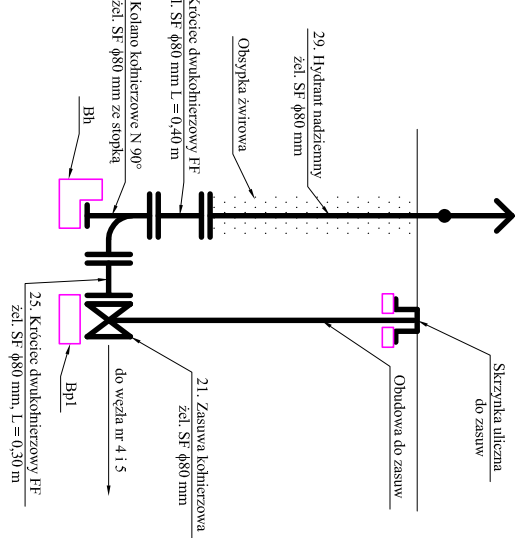 29. Hydrant nadziemny
żel. SF ϕ80 mm
Obsypka żwirowa
Króciec dwukołnierzowy FF
żel. SF ϕ80 mm L = 0,40 m
Kolano kołnierzowe N 90°
żel. SF ϕ80 mm ze stopką
Bh
Skrzynka uliczna
do zasuw
Obudowa do zasuw
21. Zasuwa kołnierzowa
żel. SF ϕ80 mm
do węzła nr 4 i 5
Bp1
25. Króciec dwukołnierzowy FF
żel. SF ϕ80 mm, L = 0,30 m